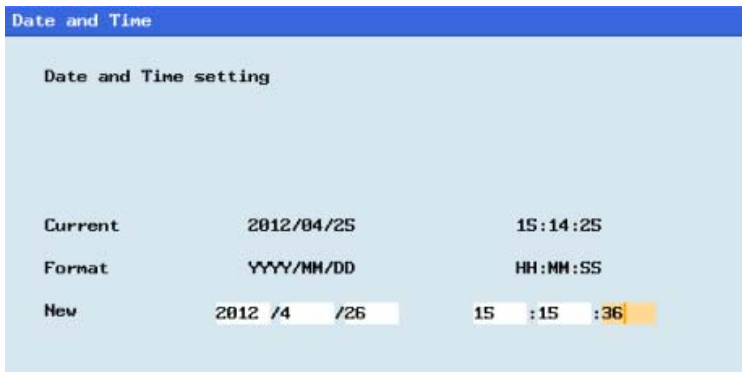 Date and Time
Date and Time setting
Current 2012/04/25 15:14:25
Format YYYY/MM/DD HH:MM:SS
New 2012 /4 /26 15 :15 :36